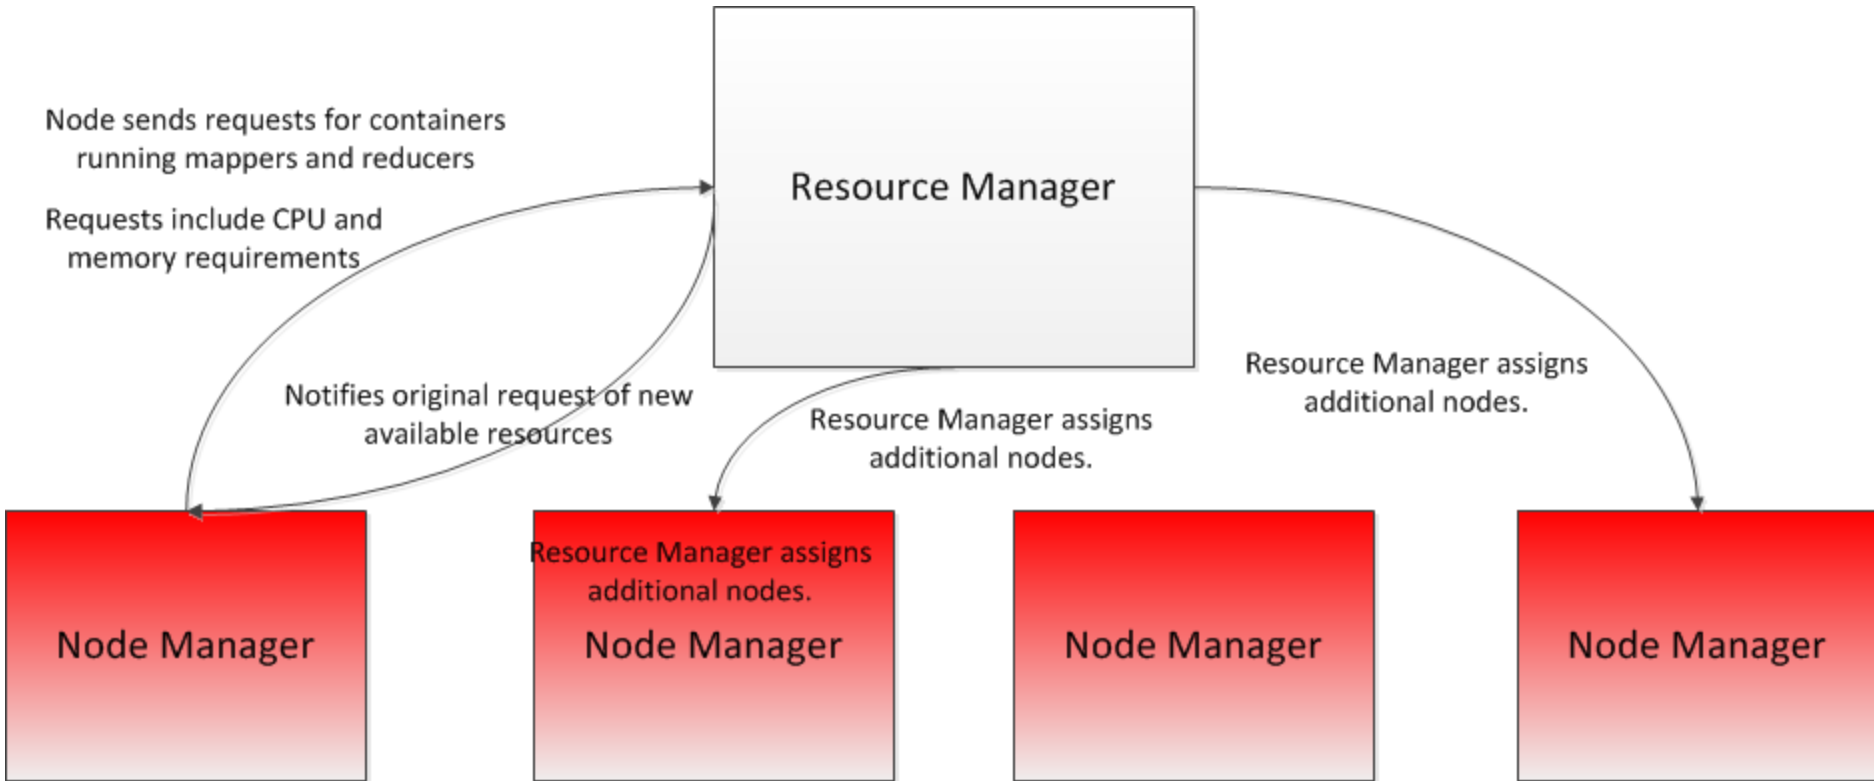 Node sends requests for containers
running mappers and reducers
Requests include CPU and
memory requirements
Resource Manager
Notifies original request of new
available resources
Resource Manager assigns
additional nodes.
Resource Manager assigns
additional nodes.
Resource Manager assigns
additional nodes.
Node Manager
Node Manager
Node Manager
Node Manager